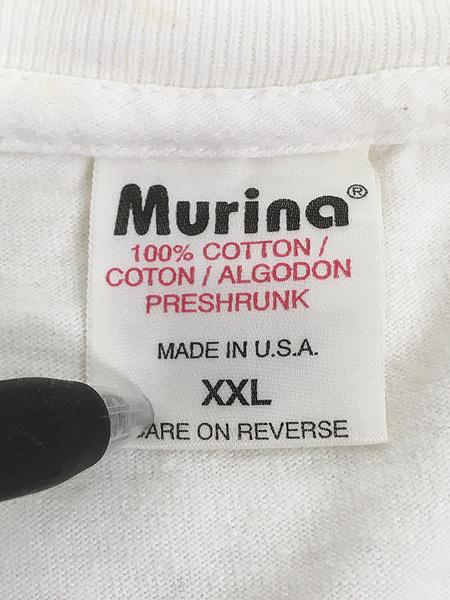 Murina®
100% COTTON /
COTON / ALGODON
PRESHRUNK
MADE IN U.S.A.
XXL
CARE ON REVERSE